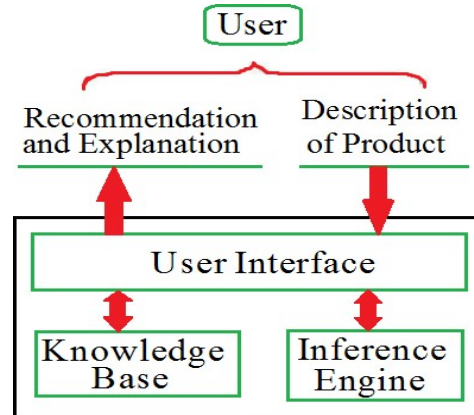 User
Recommendation
and Explanation
Description
of Product
User Interface
Knowledge
Base
Inference
Engine